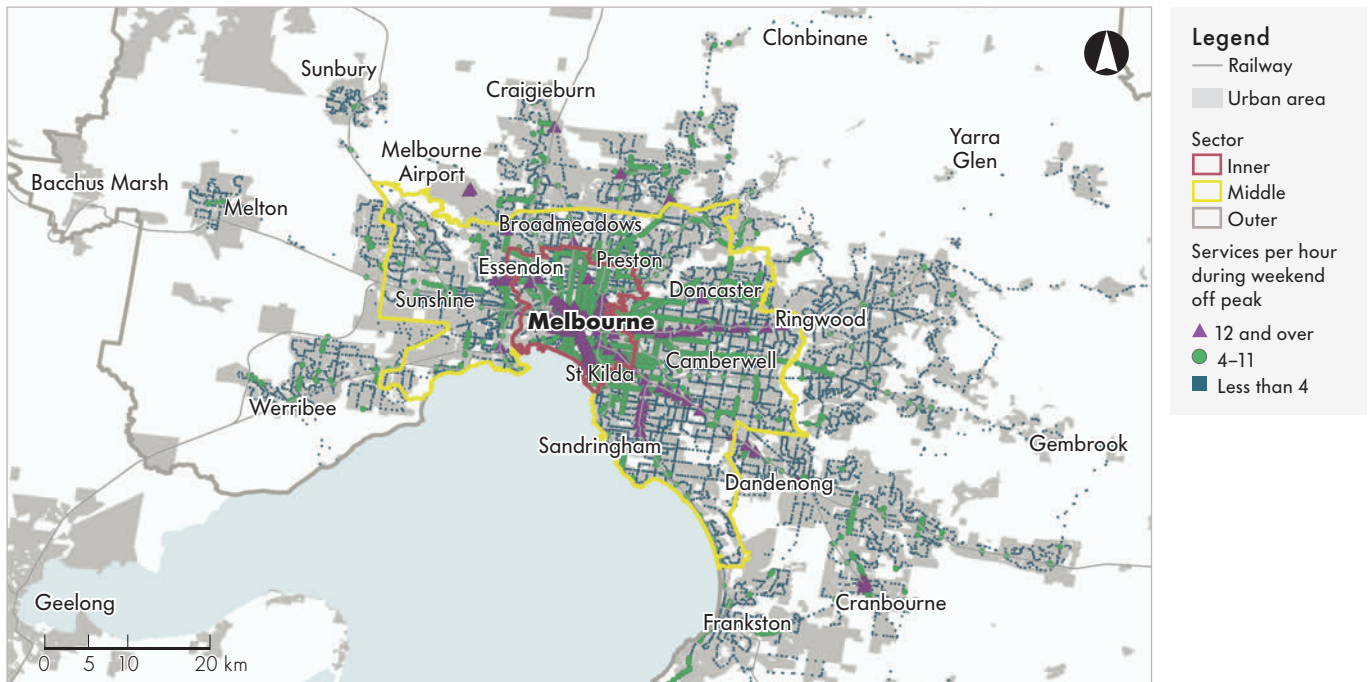 Clonbinane
Sunbury
Craigieburn
Yarra
Glen
Melbourne
Airport
Bacchus Marsh
Melton
Broadmeadows
Essendon
Preston
Doncaster
Sunshine
Melbourne
Ringwood
Camberwell
St Kilda
Werribee
Sandringham
Gembrook
Dandenong
Geelong
Cranbourne
Frankston
0 5 10 20 km
Legend
Railway
Urban area
Sector
Inner
Middle
Outer
Services per hour
during weekend
off peak
12 and over
4–11
Less than 4